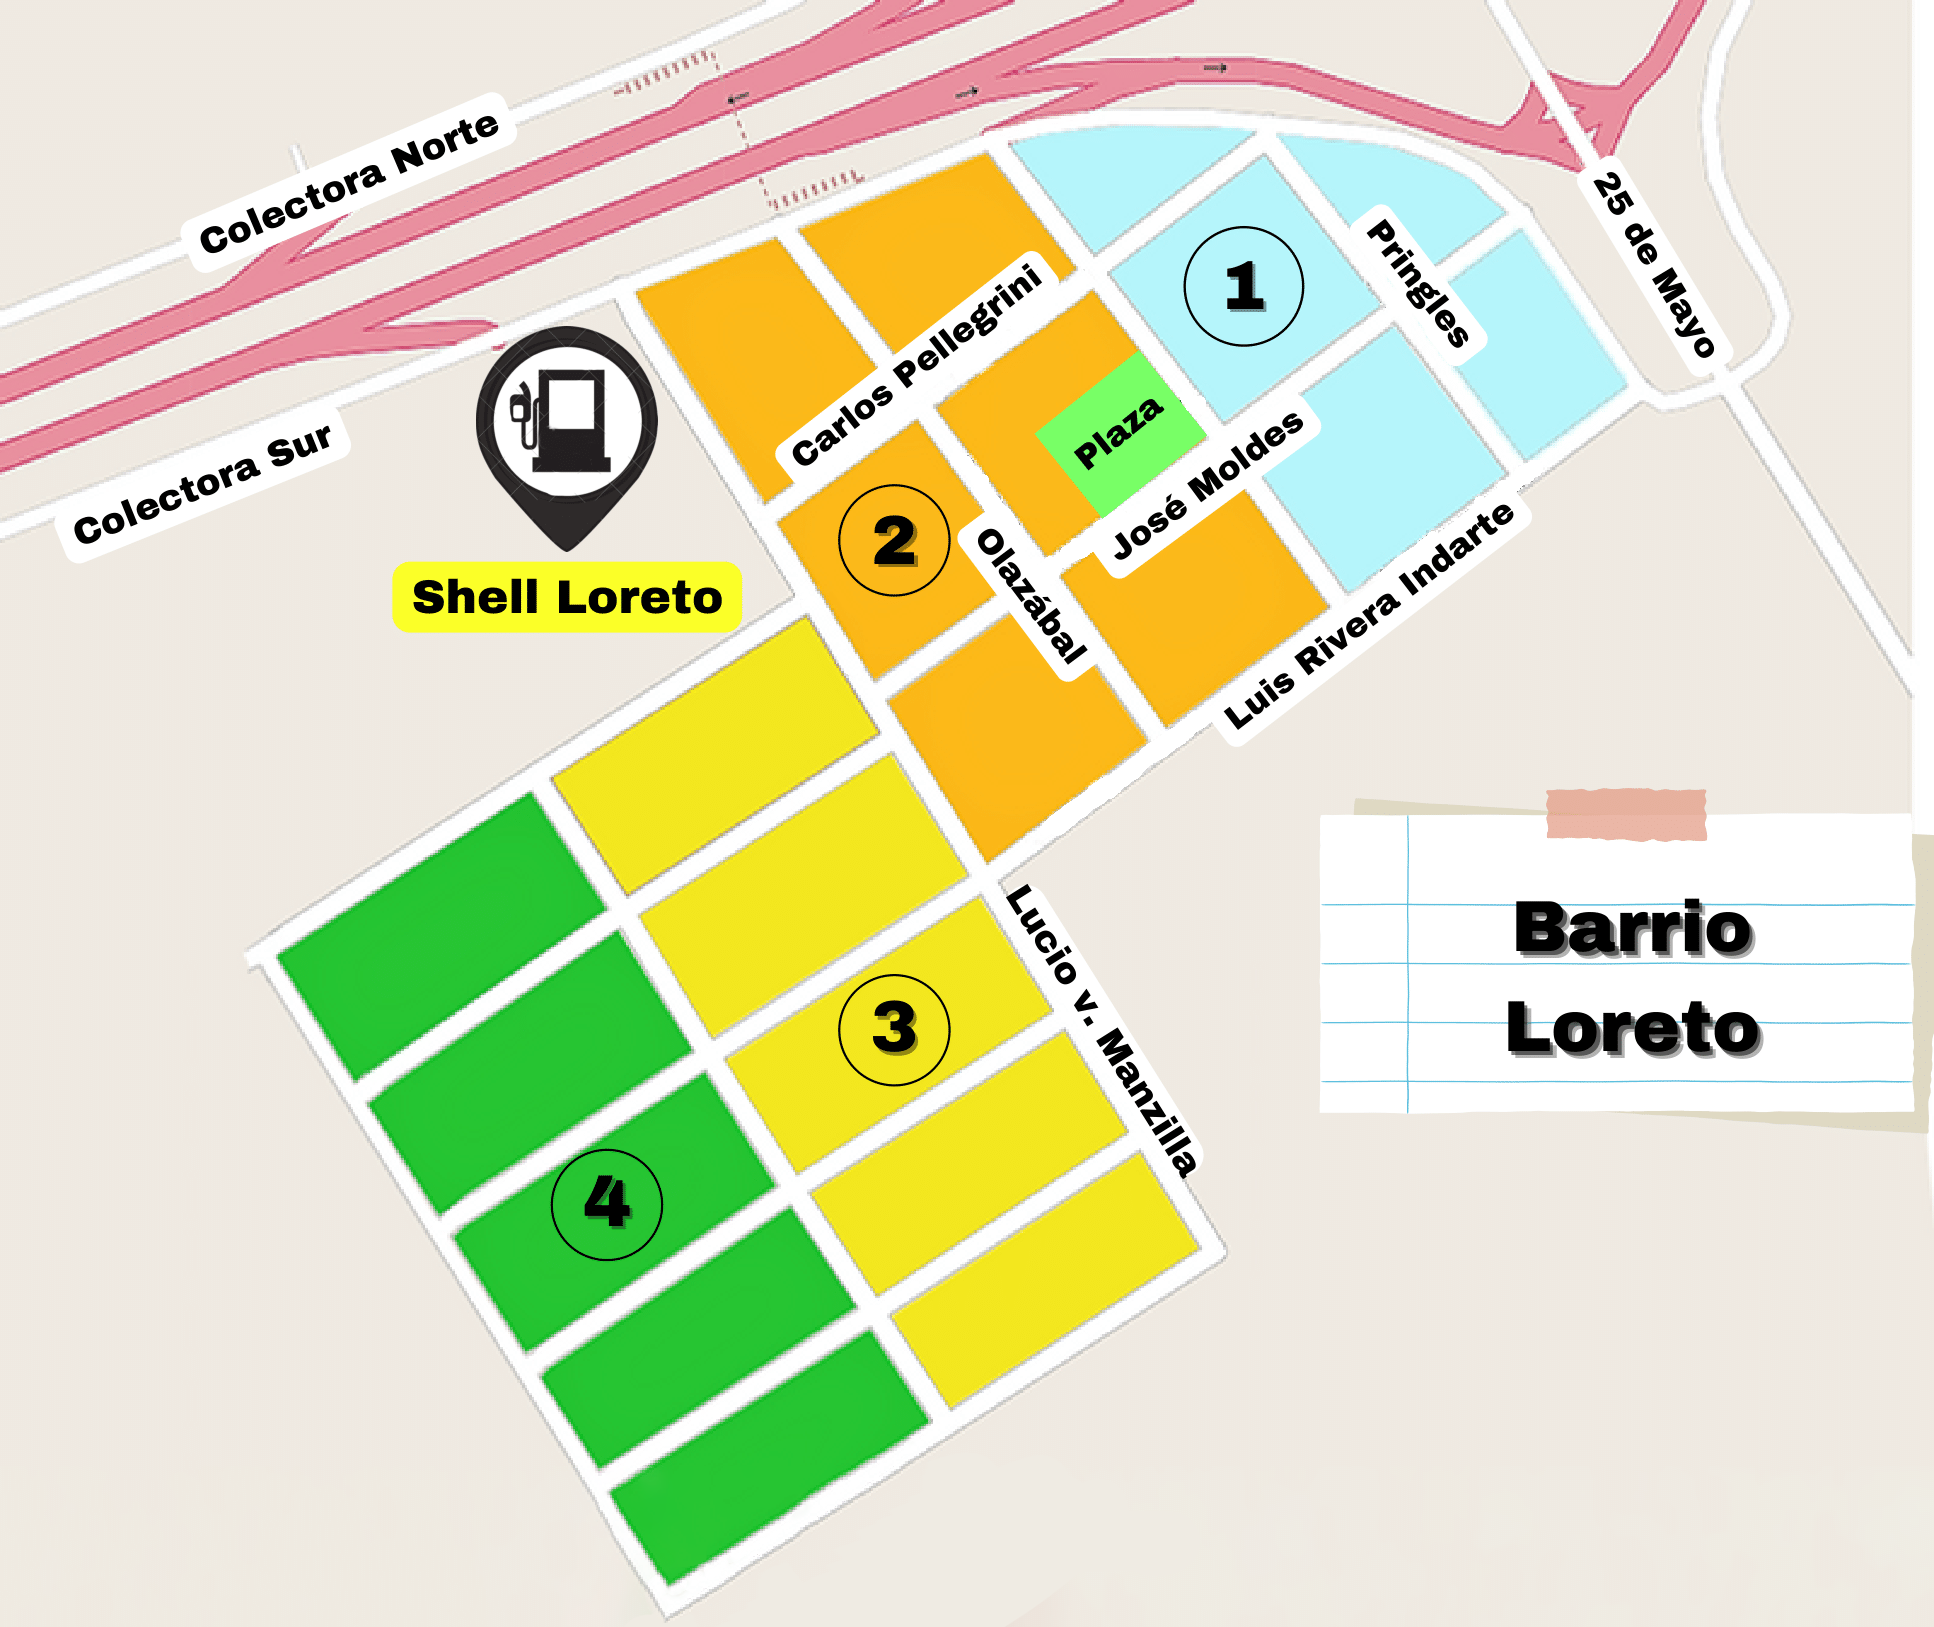 Colectora Norte
25 de Mayo
Pringles
1
Carlos Pellegrini
Plaza
Colectora Sur
José Moldes
2
Olazábal
Shell Loreto
Luis Rivera Indarte
Lucio v. Manzilla
3
4
Barrio
Loreto